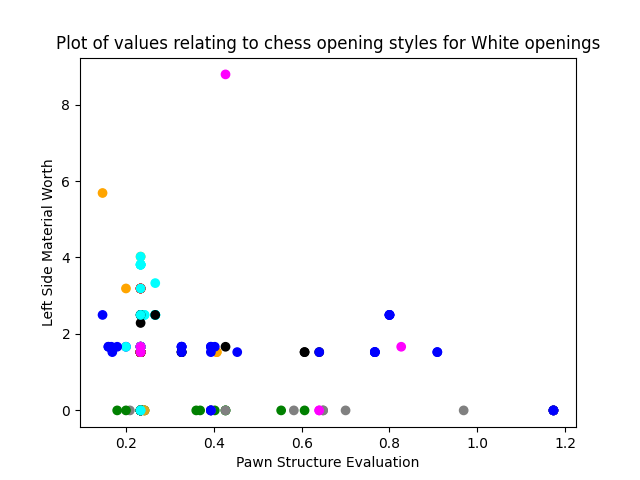 Plot of values relating to chess opening styles for White openings
8
6
4
2
0
Left Side Material Worth
0.2 0.4 0.6 0.8 1.0 1.2
Pawn Structure Evaluation